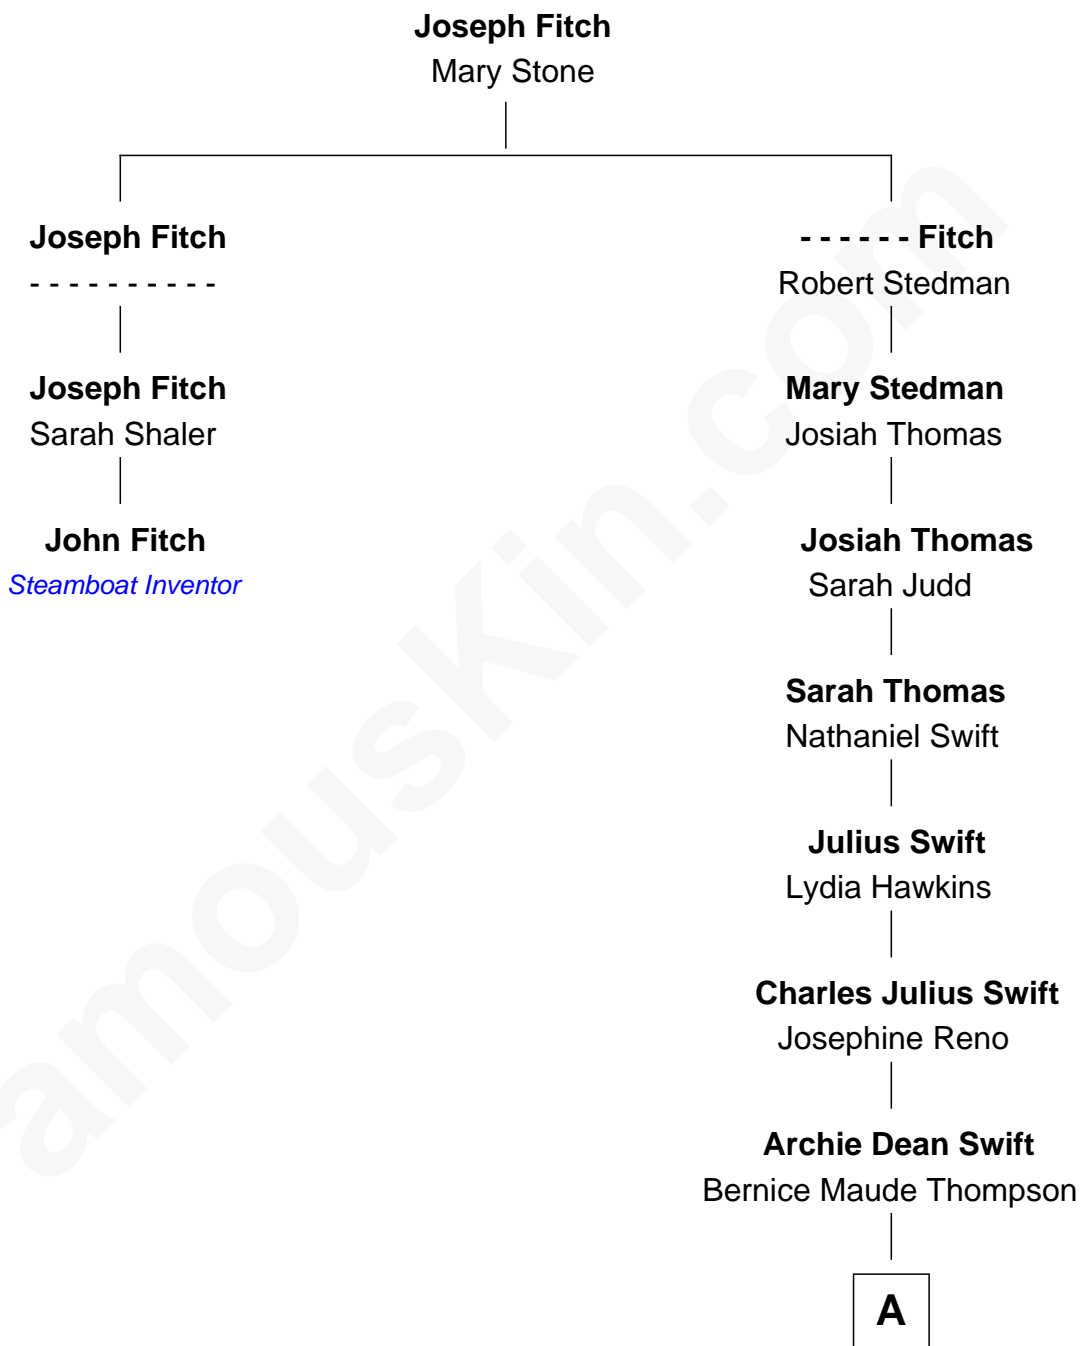 Joseph Fitch
Mary Stone
Joseph Fitch
- - - - - - - - - -
Joseph Fitch
Sarah Shaler
John Fitch
Steamboat Inventor
- - - - - - Fitch
Robert Stedman
Mary Stedman
Josiah Thomas
Josiah Thomas
Sarah Judd
Sarah Thomas
Nathaniel Swift
Julius Swift
Lydia Hawkins
Charles Julius Swift
Josephine Reno
Archie Dean Swift
Bernice Maude Thompson
A
amouskin.com